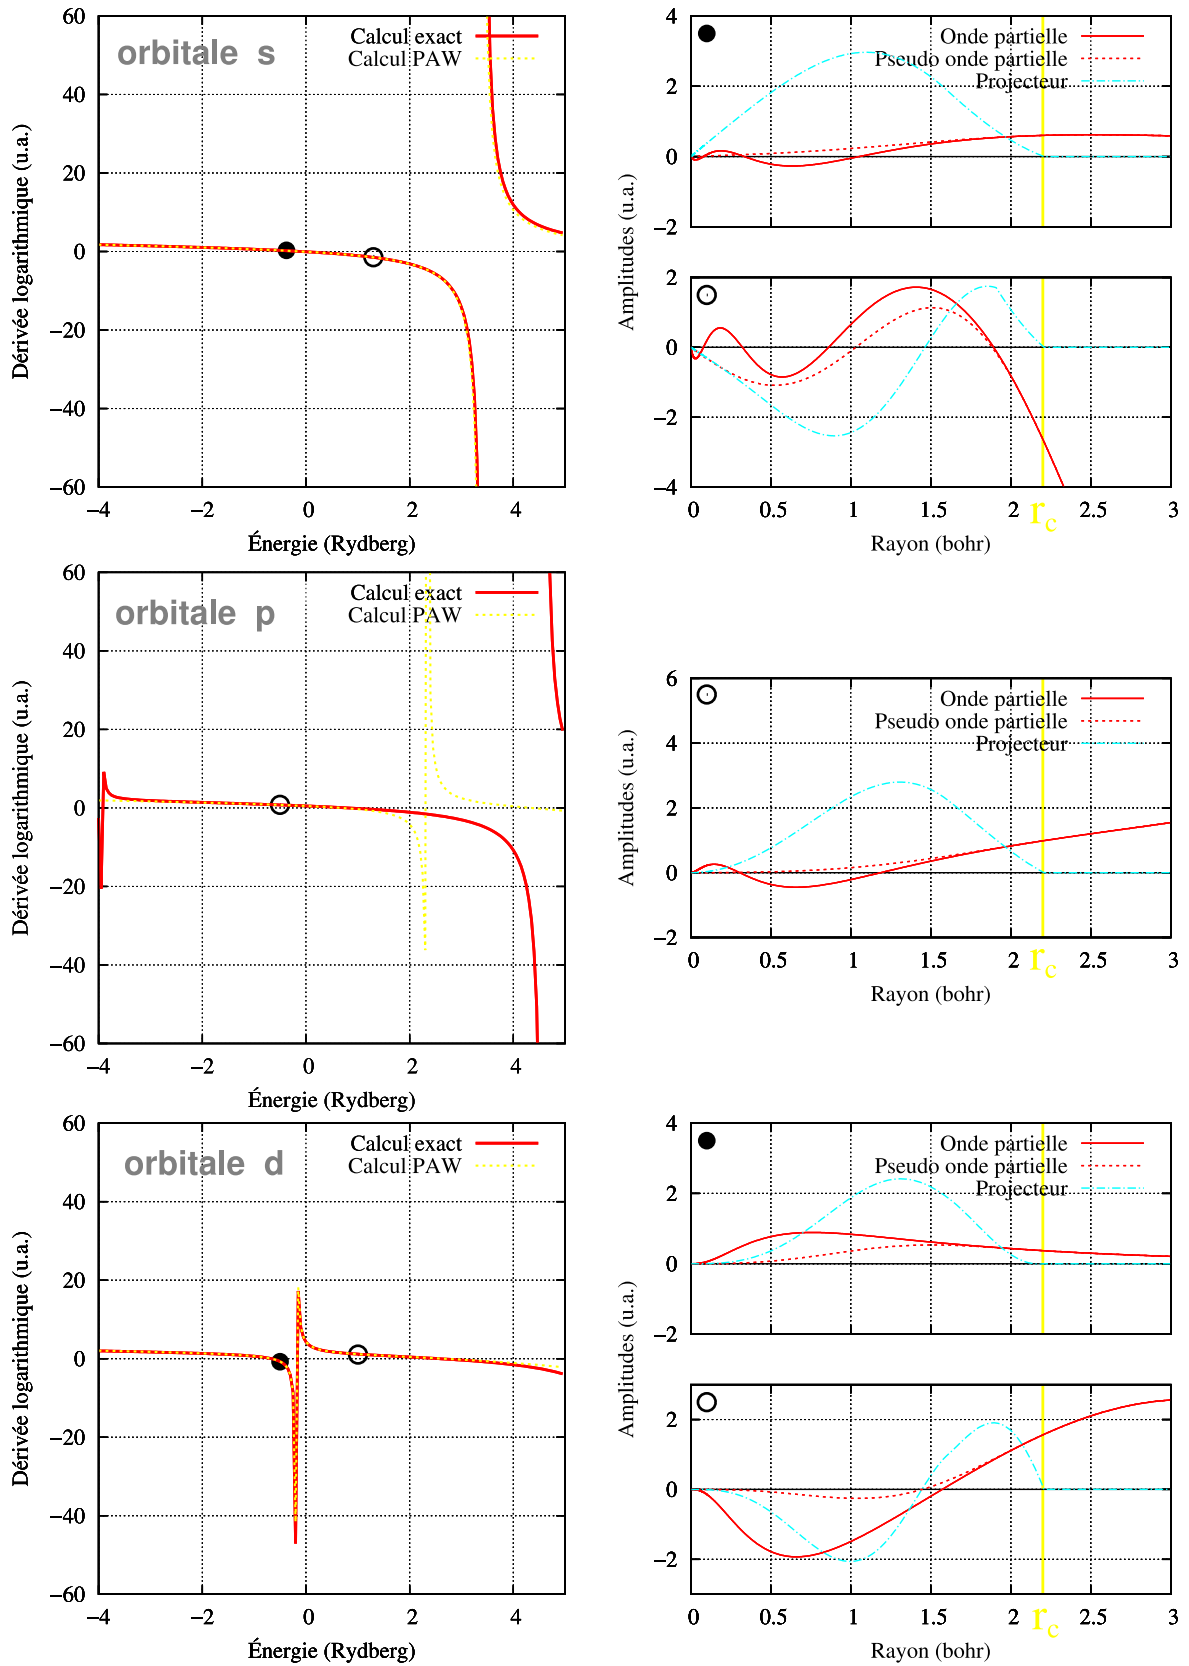 orbitale s
Calcul exact
Calcul PAW
Dérivée logarithmique (u.a.)
60
40
20
0
−20
−40
−60
−4
−2
0
2
4
Énergie (Rydberg)
Onde partielle
Pseudo onde partielle
Projecteur
Amplitudes (u.a.)
4
2
0
−2
2
0
−2
−4
0
0.5
1
1.5
2
2.5
3
rc
Rayon (bohr)
orbitale p
Calcul exact
Calcul PAW
Dérivée logarithmique (u.a.)
60
40
20
0
−20
−40
−60
−4
−2
0
2
4
Énergie (Rydberg)
Onde partielle
Pseudo onde partielle
Projecteur
Amplitudes (u.a.)
6
4
2
0
−2
0
0.5
1
1.5
2
2.5
3
rc
Rayon (bohr)
orbitale d
Calcul exact
Calcul PAW
Dérivée logarithmique (u.a.)
60
40
20
0
−20
−40
−60
−4
−2
0
2
4
Énergie (Rydberg)
Onde partielle
Pseudo onde partielle
Projecteur
Amplitudes (u.a.)
4
2
0
−2
2
0
−2
0
0.5
1
1.5
2
2.5
3
rc
Rayon (bohr)